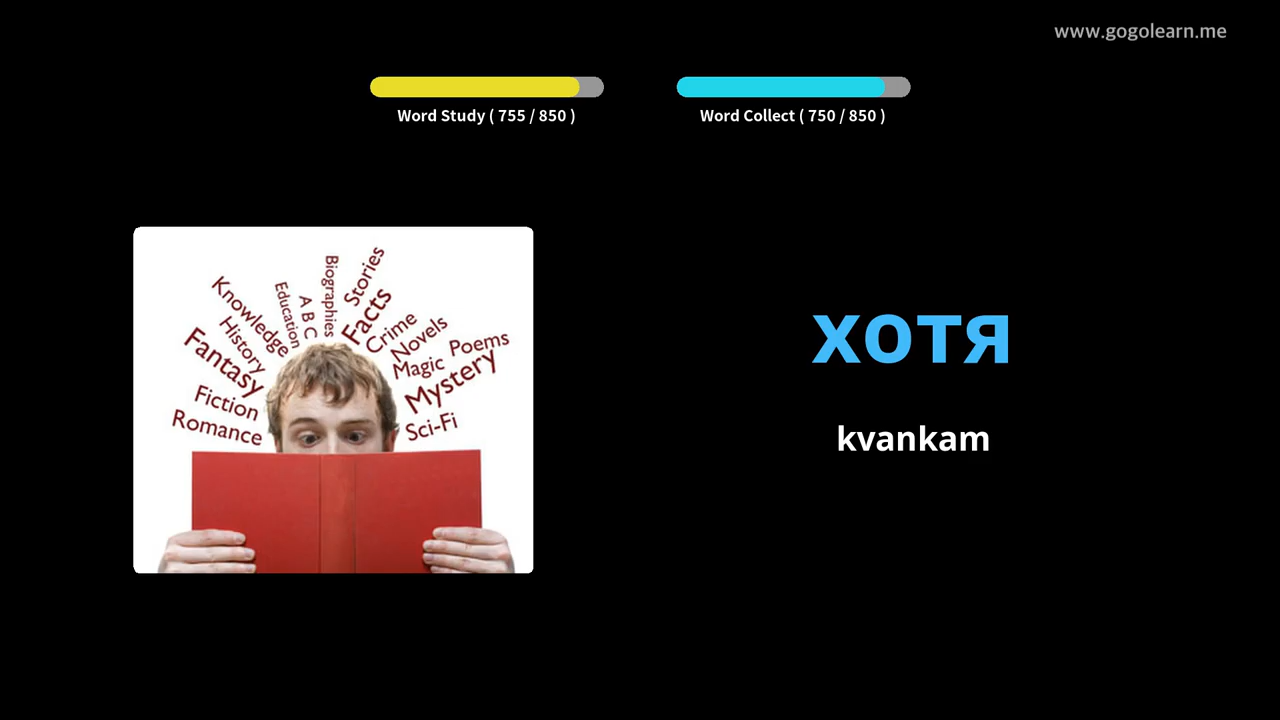 www.gogolearn.me
Word Study ( 755 / 850 )
Word Collect ( 750 / 850 )
Knowledge
History
Fantasy
Fiction
Romance
Education
A B C
Biographies
Stories
Facts
Crime
Novels
Magic
Poems
Mystery
Sci-Fi
хотя
kvankam